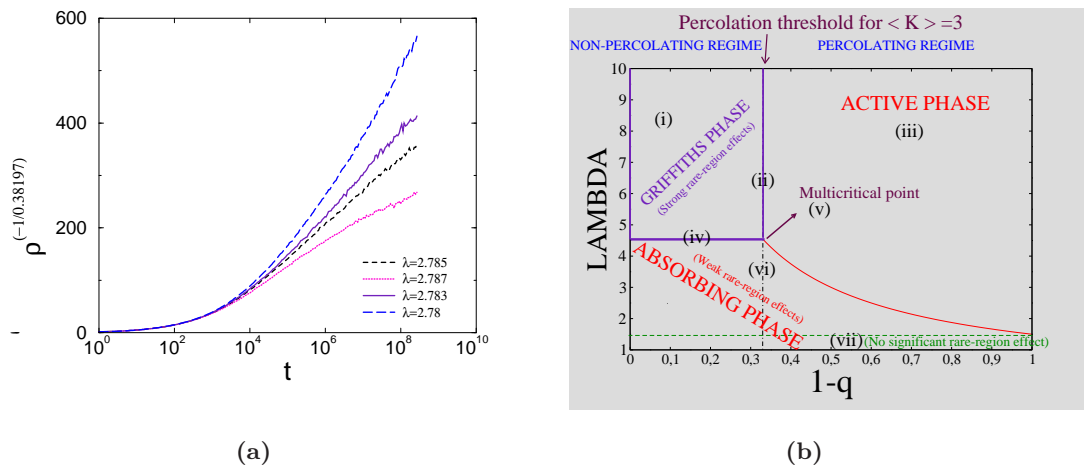 600
400
200
0
ρ(−1/0.38197)
10^0 10^2 10^4 10^6 10^8 10^10
t
λ=2.785
λ=2.787
λ=2.783
λ=2.78
(a)
Percolation threshold for < K > =3
NON-PERCOLATING REGIME PERCOLATING REGIME
10
9
8
7
6
5
4
3
2
1
LAMBDA
(i)
GRIFFITHS PHASE
(Strong rare-region effects)
(ii)
ACTIVE PHASE
(iii)
Multicritical point
(v)
(iv)
(vi)
(Weak rare-region effects)
ABSORBING PHASE
(vii) (No significant rare-region effect)
0 0,1 0,2 0,3 0,4 0,5 0,6 0,7 0,8 0,9 1
1-q
(b)